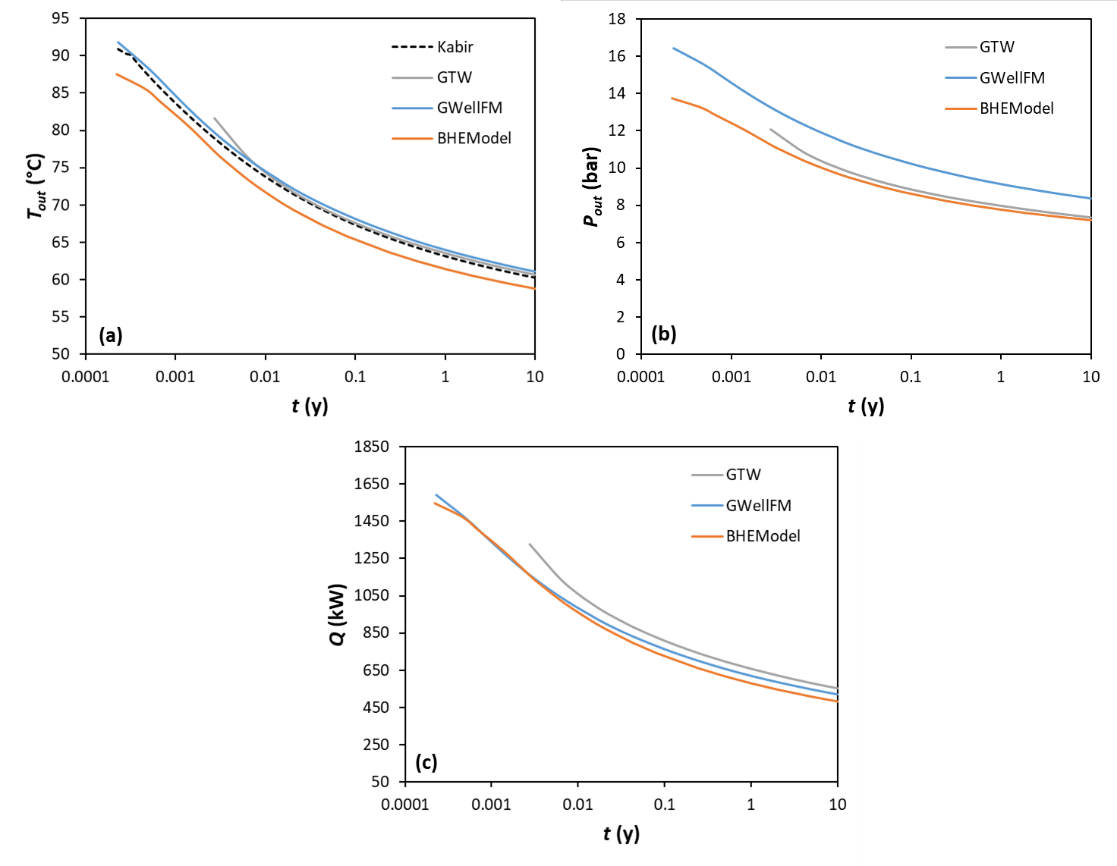 95
90
85
80
75
70
65
60
55
50
T_out (°C)
Kabir
GTW
GWellFM
BHEModel
(a)
0.0001 0.001 0.01 0.1 1 10
t (y)
18
16
14
12
10
8
6
4
2
0
P_out (bar)
GTW
GWellFM
BHEModel
(b)
0.0001 0.001 0.01 0.1 1 10
t (y)
1850
1650
1450
1250
1050
850
650
450
250
50
Q (kW)
GTW
GWellFM
BHEModel
(c)
0.0001 0.001 0.01 0.1 1 10
t (y)